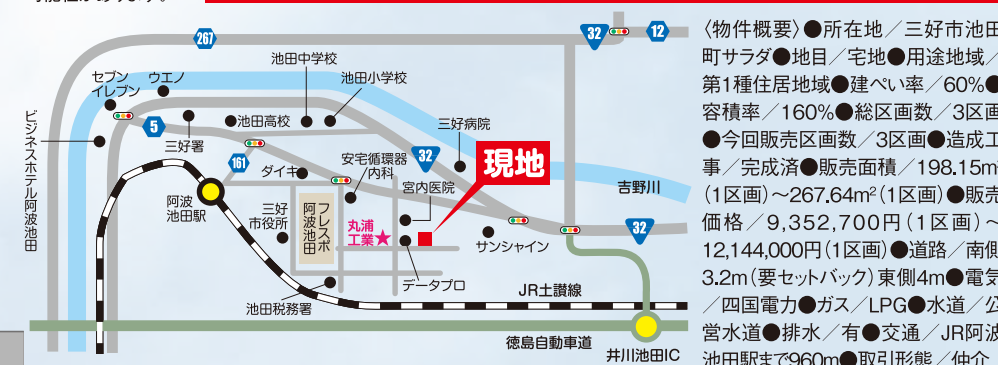 267
32
12
セブン
イレブン
ウエノ
池田中学校
池田小学校
ビジネスホテル阿波池田
5
三好署
池田高校
三好病院
161
ダイキ
安宅循環器
/内科
32
現地
宮内医院
吉野川
阿波
池田駅
三好
市役所
フレスポ
阿波池田
丸浦
工業★
サンシャイン
32
データプロ
池田税務署
JR土讃線
徳島自動車道
井川池田IC
〈物件概要〉●所在地／三好市池田
町サラダ●地目／宅地●用途地域／
第1種住居地域●建ぺい率／60%●
容積率／160%●総区画数／3区画
●今回販売区画数／3区画●造成工
事／完成済●販売面積／198.15m²
(1区画)～267.64m²(1区画)●販売
価格／9,352,700円(1区画)～
12,144,000円(1区画)●道路／南側
3.2m(要セットバック)東側4m●電気
／四国電力●ガス／LPG●水道／公
営水道●排水／有●交通／JR阿波
池田駅まで960m●取引形態／仲介